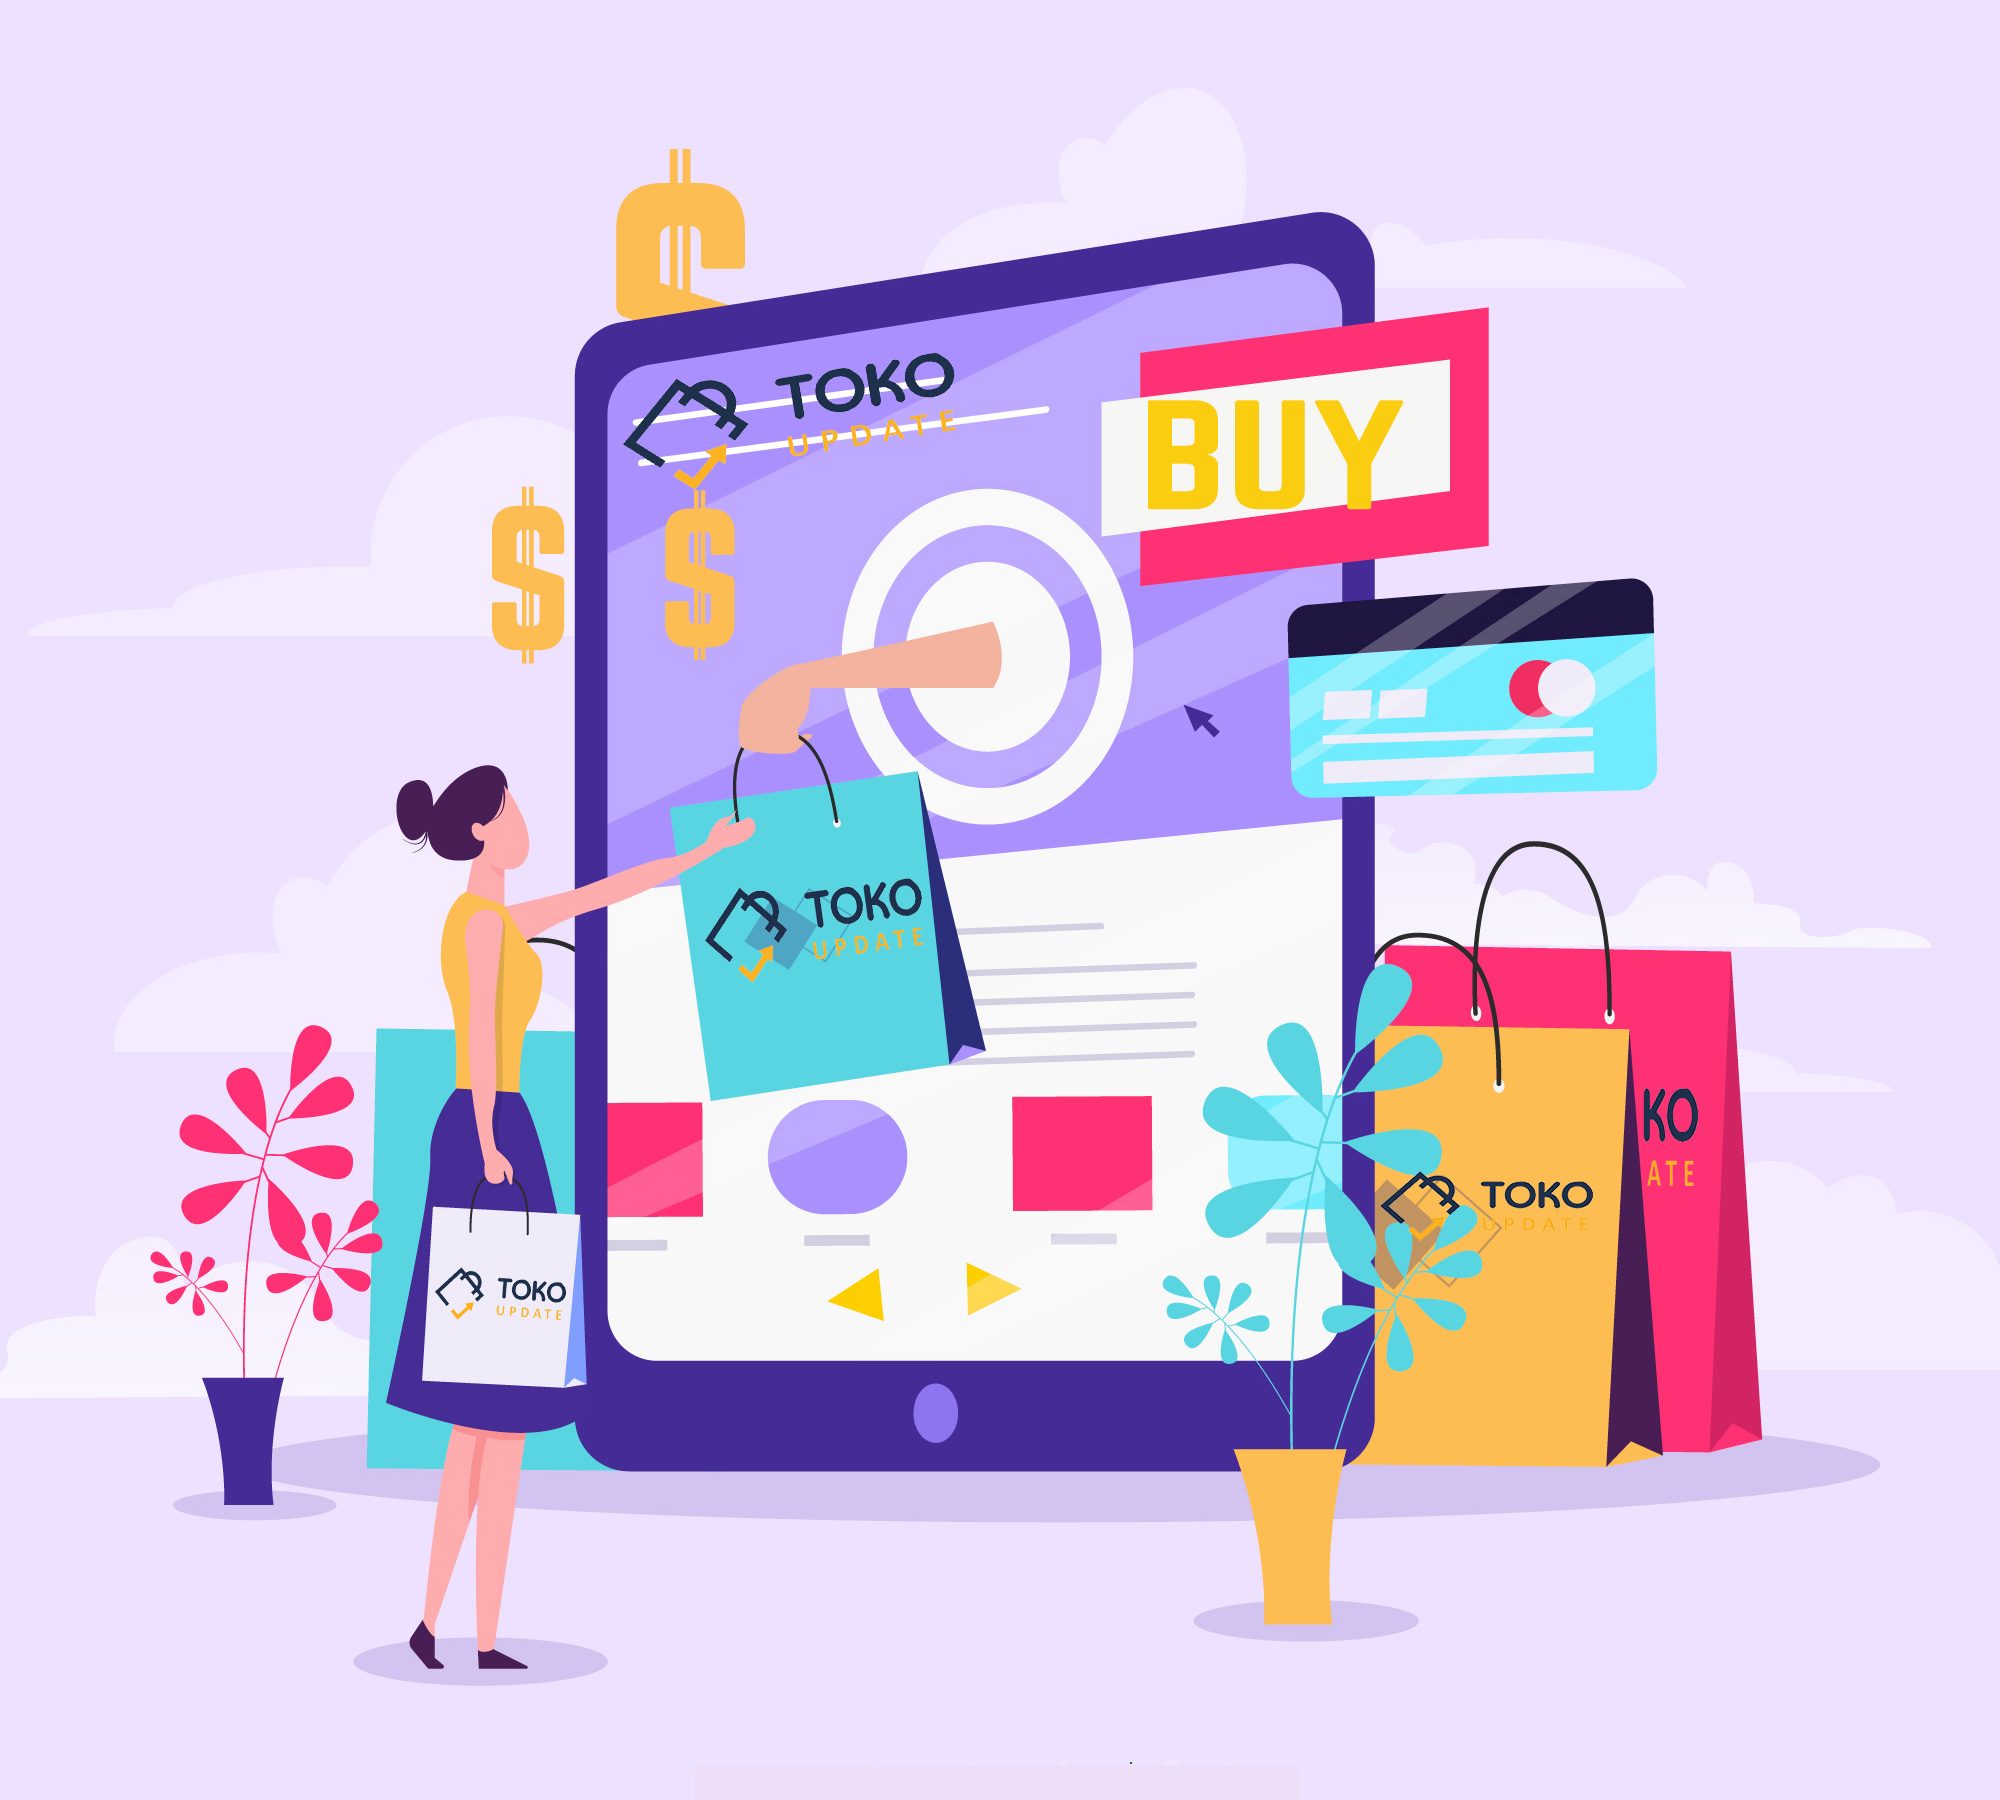 $
TOKO
UPDATE
BUY
$
$
TOKO
UPDATE
KO
ATE
TOKO
UPDATE
TOKO
UPDATE